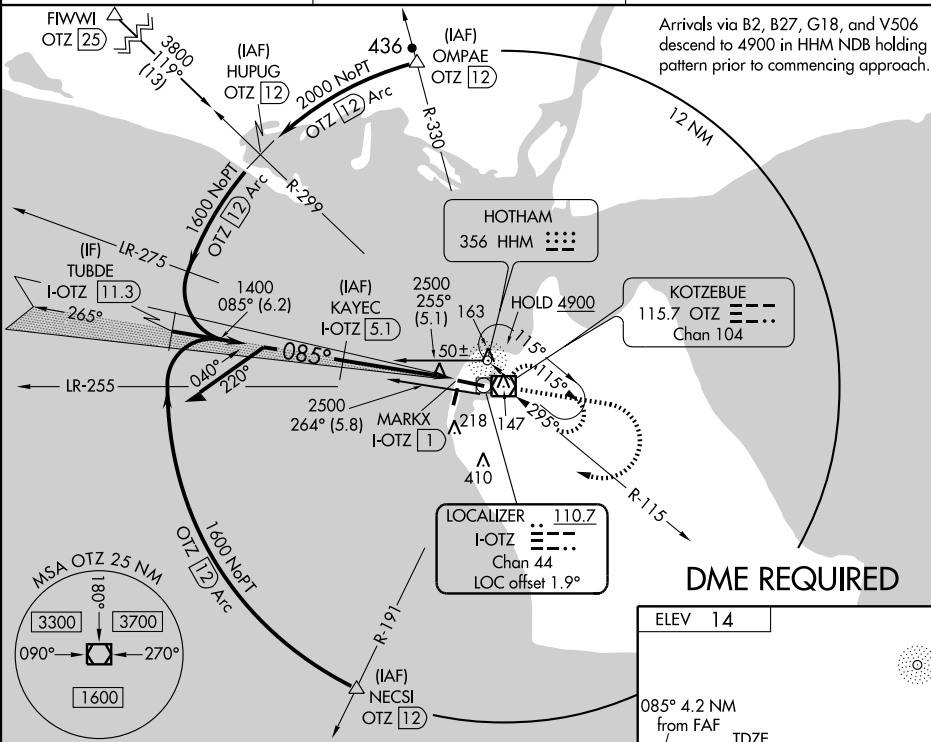 FIWWI
OTZ 25
3800
119°
(13)
(IAF)
HUPUG
OTZ 12
2000 NoPT
OTZ 12 Arc
436
(IAF)
OMPAE
OTZ 12
R-330
Arrivals via B2, B27, G18, and V506
descend to 4900 in HHM NDB holding
pattern prior to commencing approach.
12 NM
R-299
1600 NoPT
OTZ 12 Arc
LR-275
HOTHAM
356 HHM
(IF)
TUBDE
I-OTZ 11.3
265°
1400
085° (6.2)
(IAF)
KAYEC
I-OTZ 5.1
2500
255°
(5.1)
163
HOLD 4900
KOTZEBUE
115.7 OTZ
Chan 104
115°
50±
085°
115°
040°
220°
LR-255
2500
264° (5.8)
MARKX
I-OTZ 1
218
147
295°
410
R-115
LOCALIZER 110.7
I-OTZ
Chan 44
LOC offset 1.9°
DME REQUIRED
1600 NoPT
OTZ 12 Arc
R-191
(IAF)
NECSI
OTZ 12
MSA OTZ 25 NM
180°
3300
3700
090°
270°
1600
ELEV 14
085° 4.2 NM
from FAF
TDZE